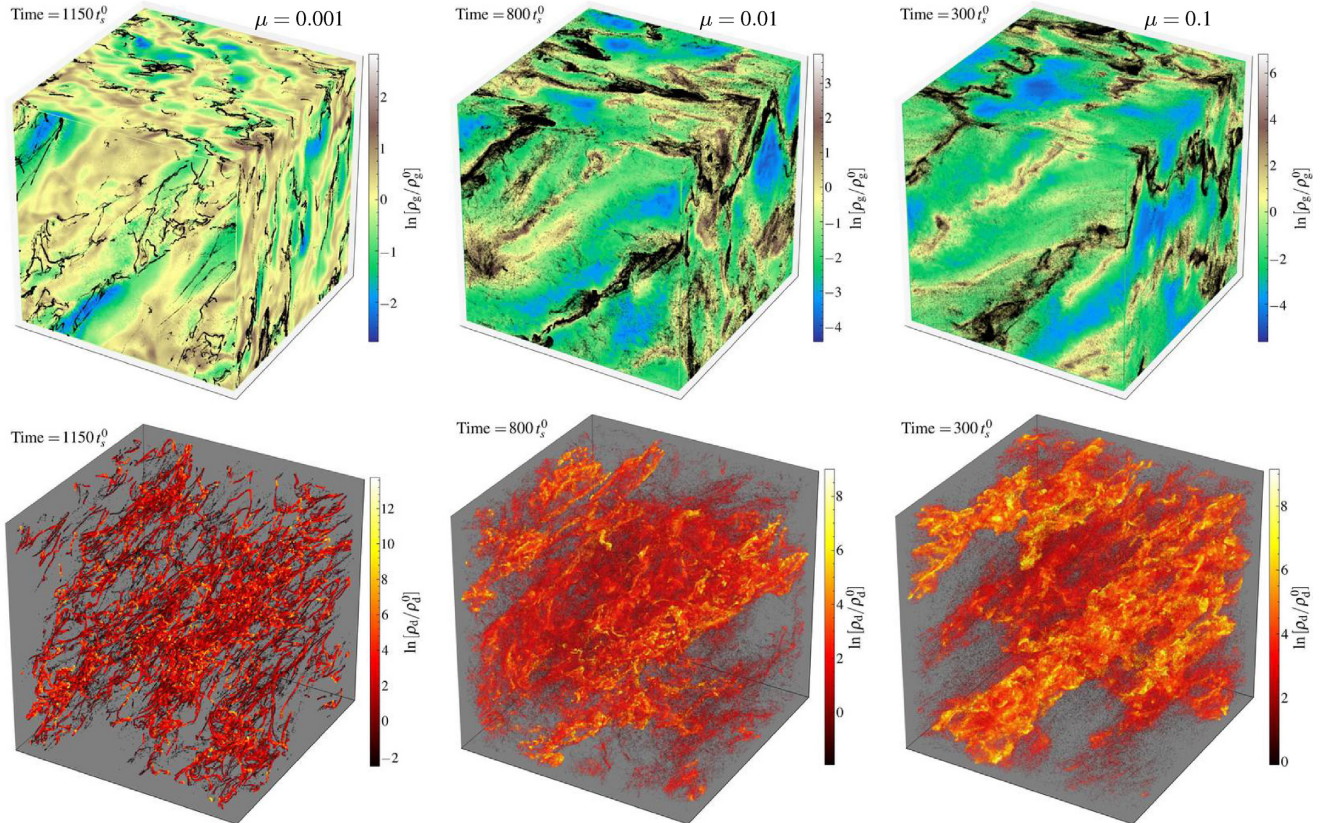 Time = 1150 t_s^0
μ = 0.001
2
1
0
−1
−2
ln [ρ_g/ρ_g^0]
Time = 800 t_s^0
μ = 0.01
3
2
1
0
−1
−2
−3
−4
ln [ρ_g/ρ_g^0]
Time = 300 t_s^0
μ = 0.1
6
4
2
0
−2
−4
ln [ρ_g/ρ_g^0]
Time = 1150 t_s^0
12
10
8
6
4
2
0
−2
ln [ρ_d/ρ_d^0]
Time = 800 t_s^0
8
6
4
2
0
ln [ρ_d/ρ_d^0]
Time = 300 t_s^0
8
6
4
2
0
ln [ρ_d/ρ_d^0]